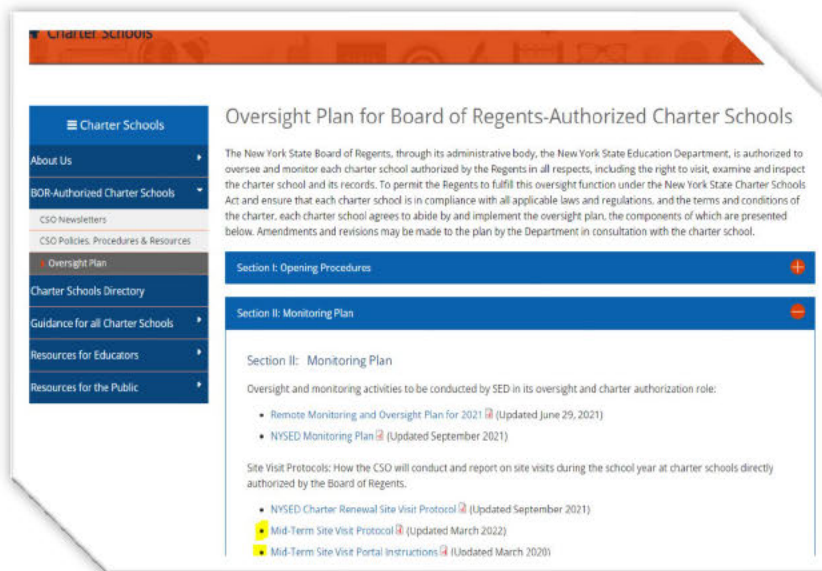 Charter Schools
Charter Schools
About Us
BOR-Authorized Charter Schools
CSO Newsletters
CSO Policies, Procedures & Resources
Oversight Plan
Charter Schools Directory
Guidance for all Charter Schools
Resources for Educators
Resources for the Public
Oversight Plan for Board of Regents-Authorized Charter Schools
The New York State Board of Regents, through its administrative body, the New York State Education Department, is authorized to
oversee and monitor each charter school authorized by the Regents in all respects, including the right to visit, examine and inspect
the charter school and its records. To permit the Regents to fulfill this oversight function under the New York State Charter Schools
Act and ensure that each charter school is in compliance with all applicable laws and regulations, and the terms and conditions of
the charter, each charter school agrees to abide by and implement the oversight plan, the components of which are presented
below. Amendments and revisions may be made to the plan by the Department in consultation with the charter school.
Section I: Opening Procedures
Section II: Monitoring Plan
Section II: Monitoring Plan
Oversight and monitoring activities to be conducted by SED in its oversight and charter authorization role:
• Remote Monitoring and Oversight Plan for 2021 (Updated June 29, 2021)
• NYSED Monitoring Plan (Updated September 2021)
Site Visit Protocols: How the CSO will conduct and report on site visits during the school year at charter schools directly
authorized by the Board of Regents.
• NYSED Charter Renewal Site Visit Protocol (Updated September 2021)
• Mid-Term Site Visit Protocol (Updated March 2022)
• Mid-Term Site Visit Portal Instructions (Updated March 2020)